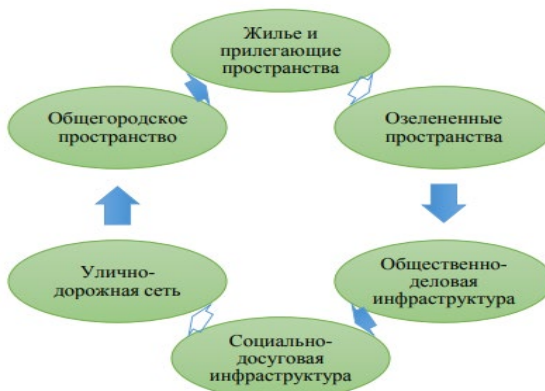 Жилье и
прилегающие
пространства
Общегородское
пространство
Озелененные
пространства
Улично-
дорожная сеть
Общественно-
деловая
инфраструктура
Социально-
досуговая
инфраструктура